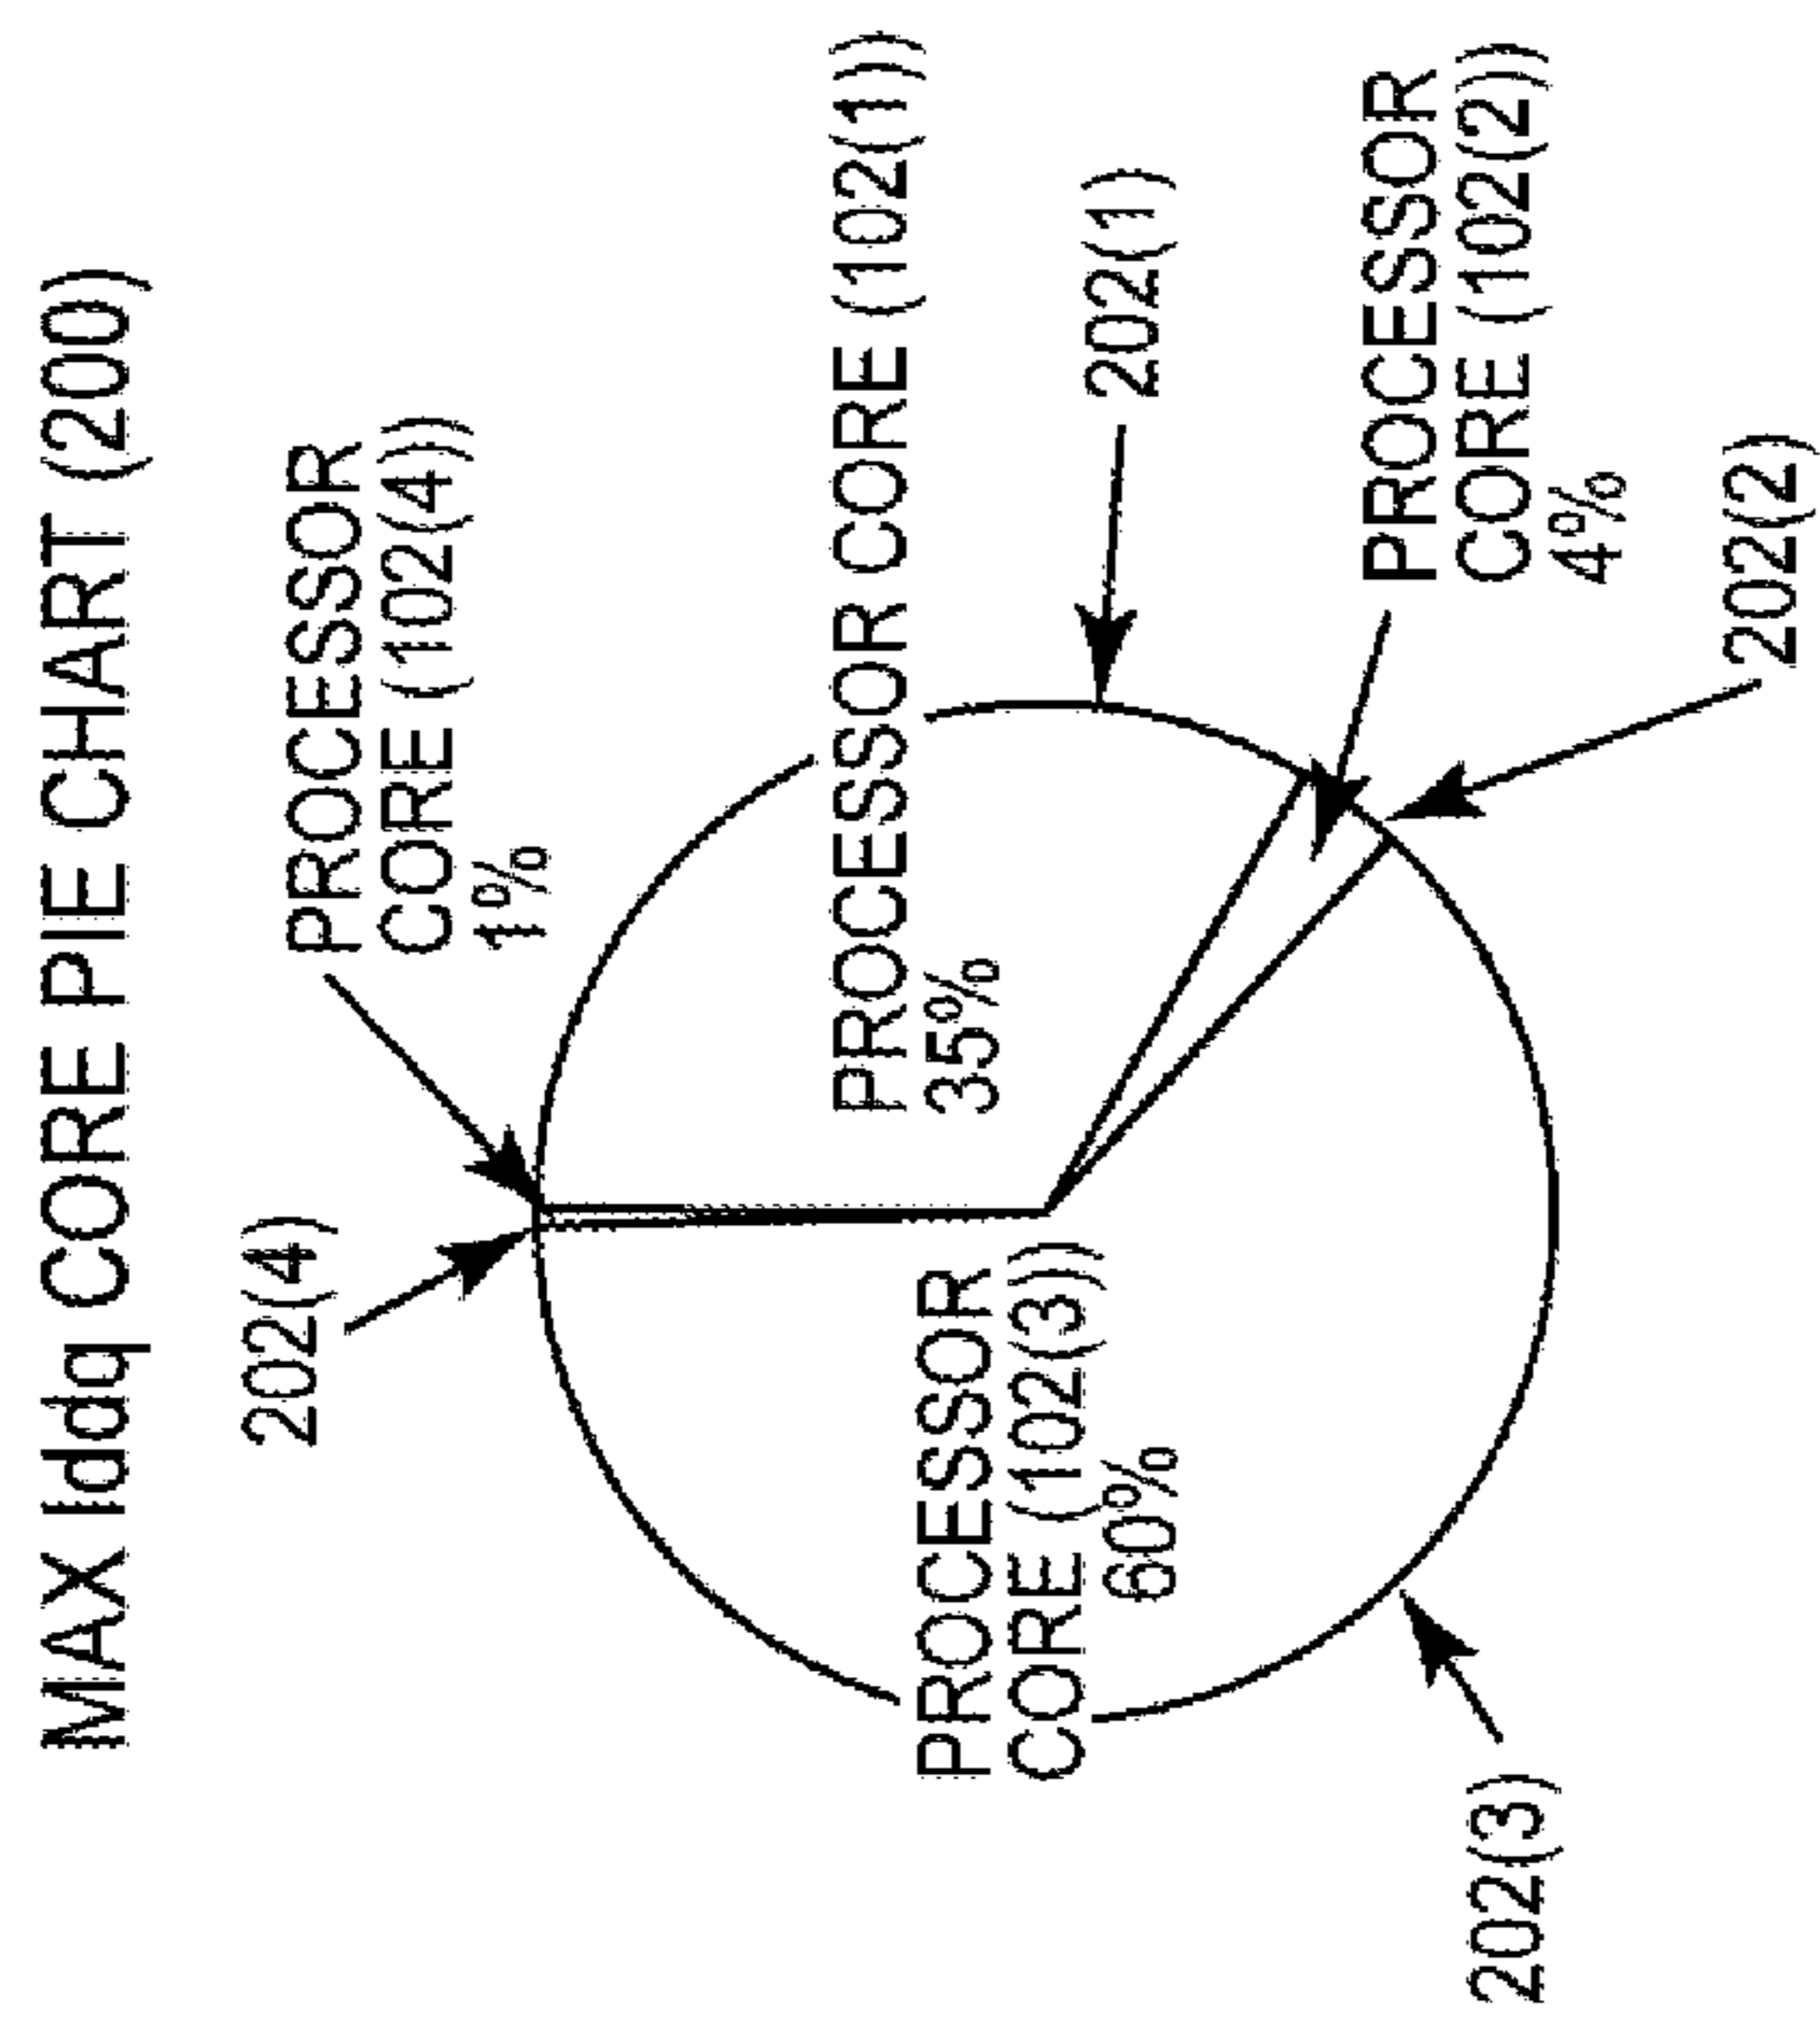 MAX Iddq CORE PIE CHART (200)
202(4)
PROCESSOR
CORE (102(4))
1%
PROCESSOR CORE (102(1))
35%
202(1)
PROCESSOR
CORE (102(3))
60%
PROCESSOR
CORE (102(2))
4%
202(3)
202(2)